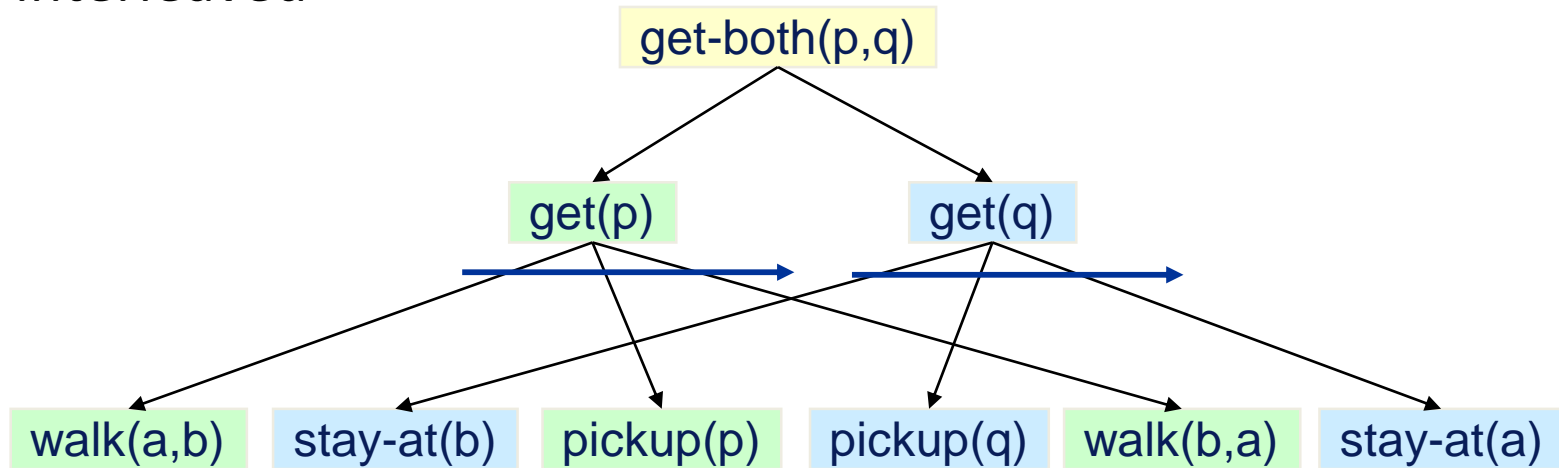 get-both(p,q)
get(p) get(q)
walk(a,b) stay-at(b) pickup(p) pickup(q) walk(b,a) stay-at(a)